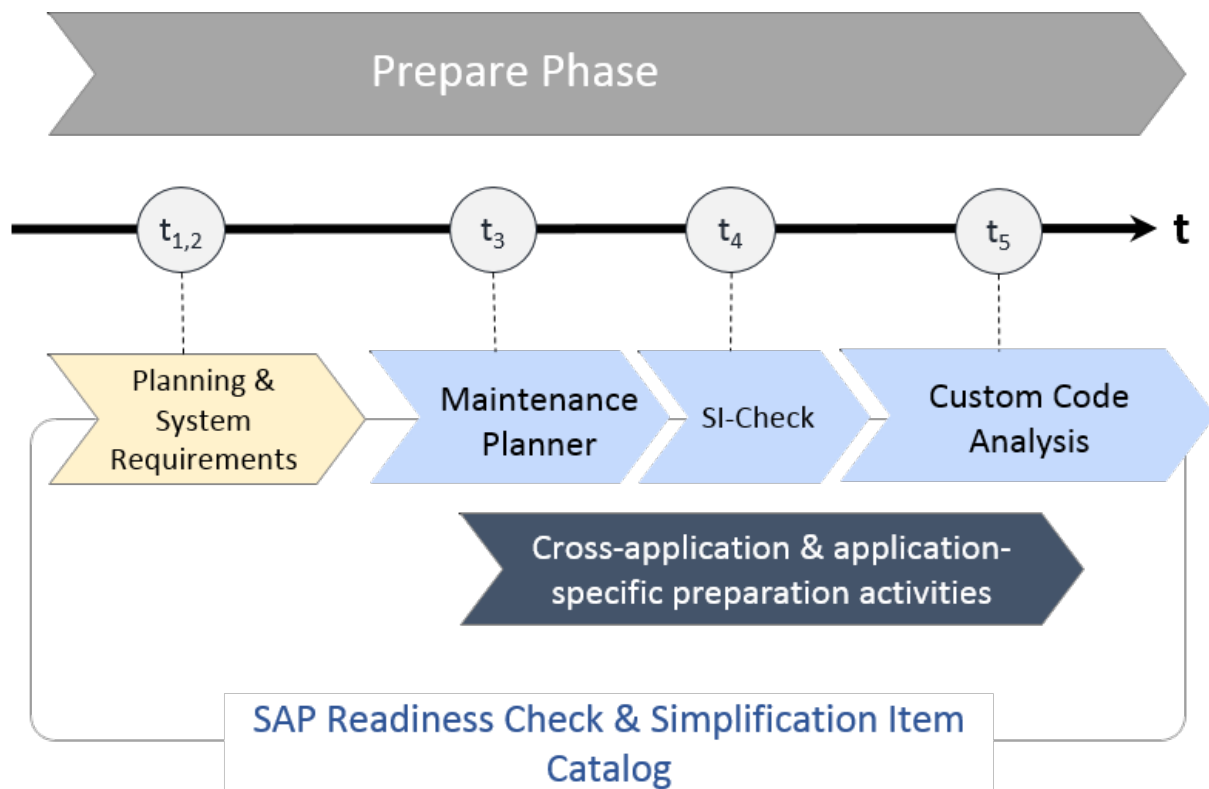 Prepare Phase
t1,2
t3
t4
t5
t
Planning &
System
Requirements
Maintenance
Planner
SI-Check
Custom Code
Analysis
Cross-application & application-
specific preparation activities
SAP Readiness Check & Simplification Item
Catalog